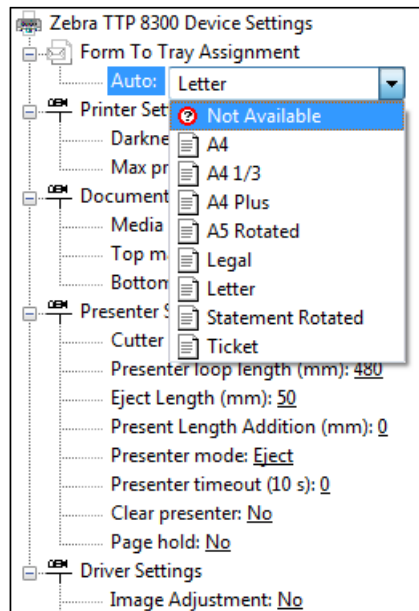 Zebra TTP 8300 Device Settings
Form To Tray Assignment
Auto: Letter
Not Available
A4
A4 1/3
A4 Plus
A5 Rotated
Legal
Letter
Statement Rotated
Ticket
Printer Set
Darkne
Max pr
Document
Media
Top ma
Bottom
Presenter S
Cutter
Presenter loop length (mm): 480
Eject Length (mm): 50
Present Length Addition (mm): 0
Presenter mode: Eject
Presenter timeout (10 s): 0
Clear presenter: No
Page hold: No
Driver Settings
Image Adjustment: No